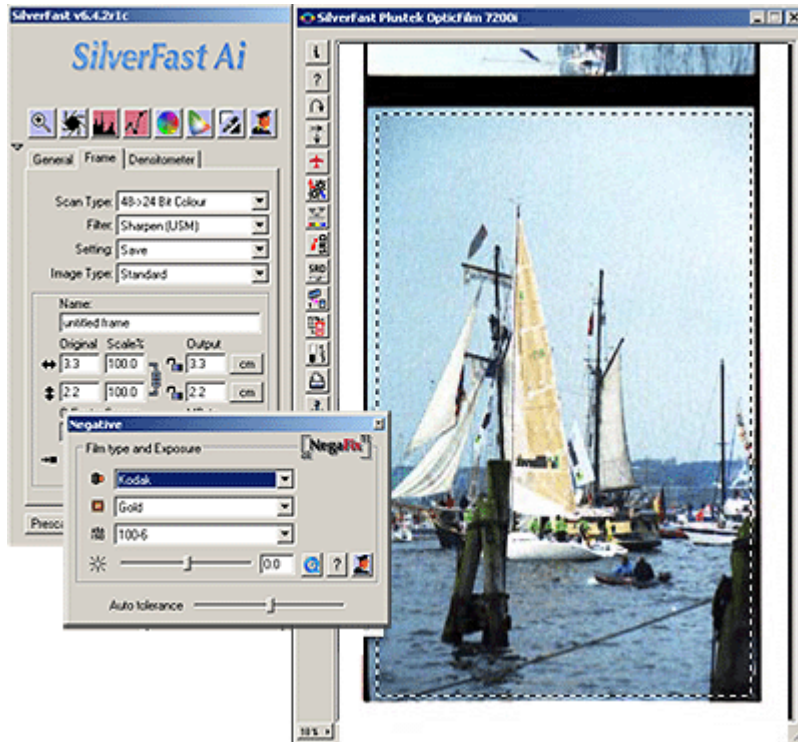 SilverFast v6.4.2r1c
SilverFast Ai
General Frame Densitometer
Scan Type: 48->24 Bit Colour
Filter: Sharpen (USM)
Setting: Save
Image Type: Standard
Name:
untitled frame
Original Scale% Output
3.3 100.0 3.3 cm
2.2 100.0 2.2 cm
Presca
Negative
Film type and Exposure NegaFix
Kodak
Gold
100-6
0.0 ?
Auto tolerance
SilverFast Plustek OpticFilm 7200i
?
SRD
18%